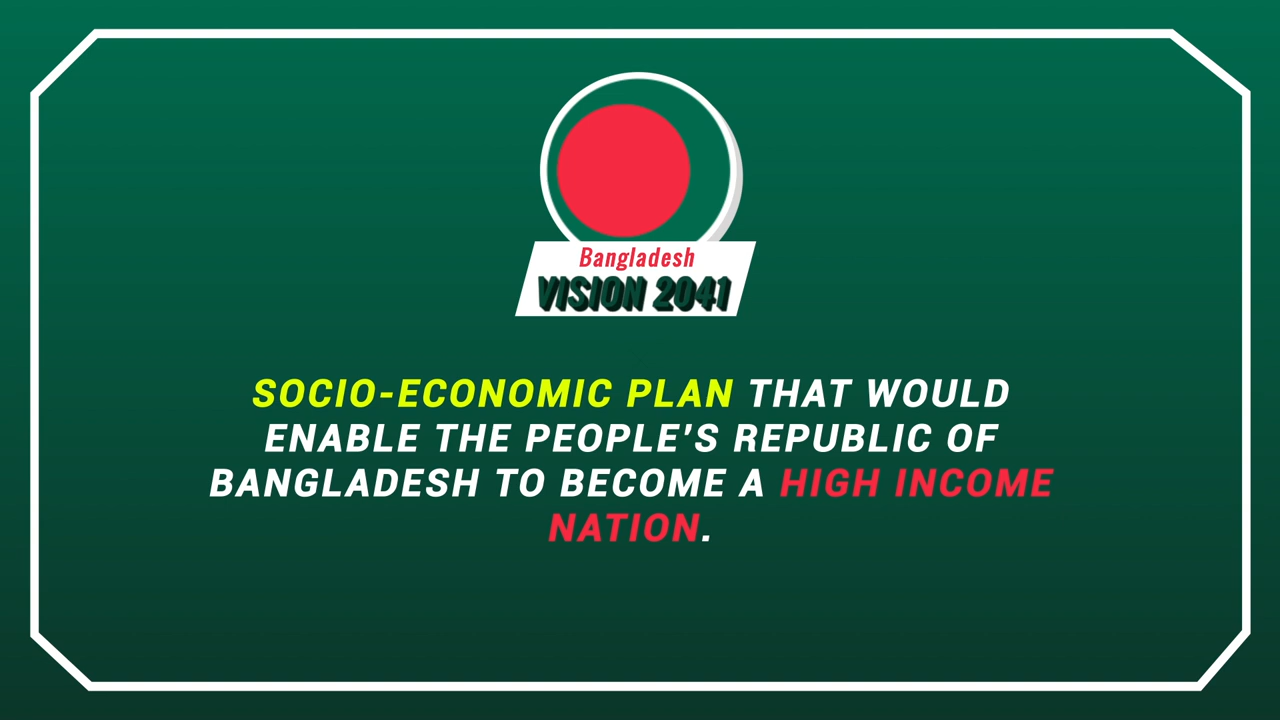 Bangladesh
VISION 2041
SOCIO-ECONOMIC PLAN THAT WOULD
ENABLE THE PEOPLE'S REPUBLIC OF
BANGLADESH TO BECOME A HIGH INCOME
NATION.